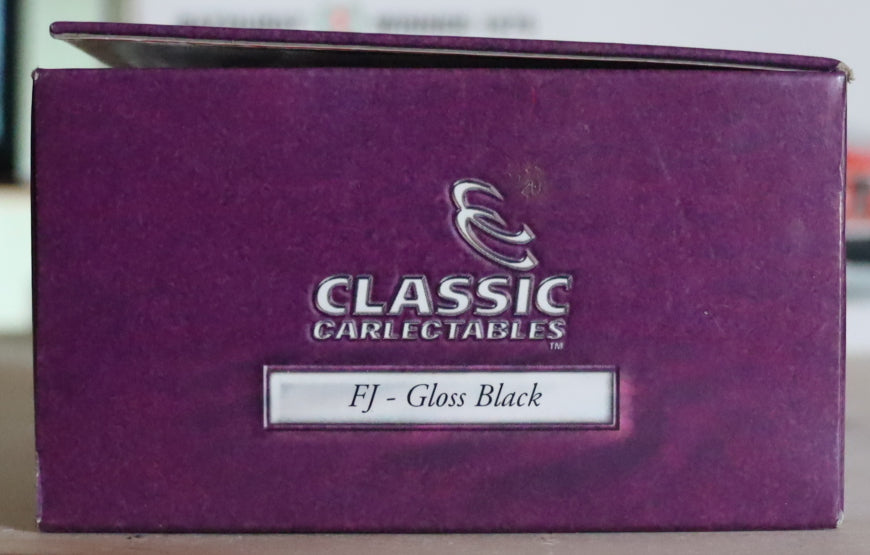 CLASSIC
CARLECTABLES
TM
FJ - Gloss Black